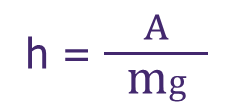 h = A / mg